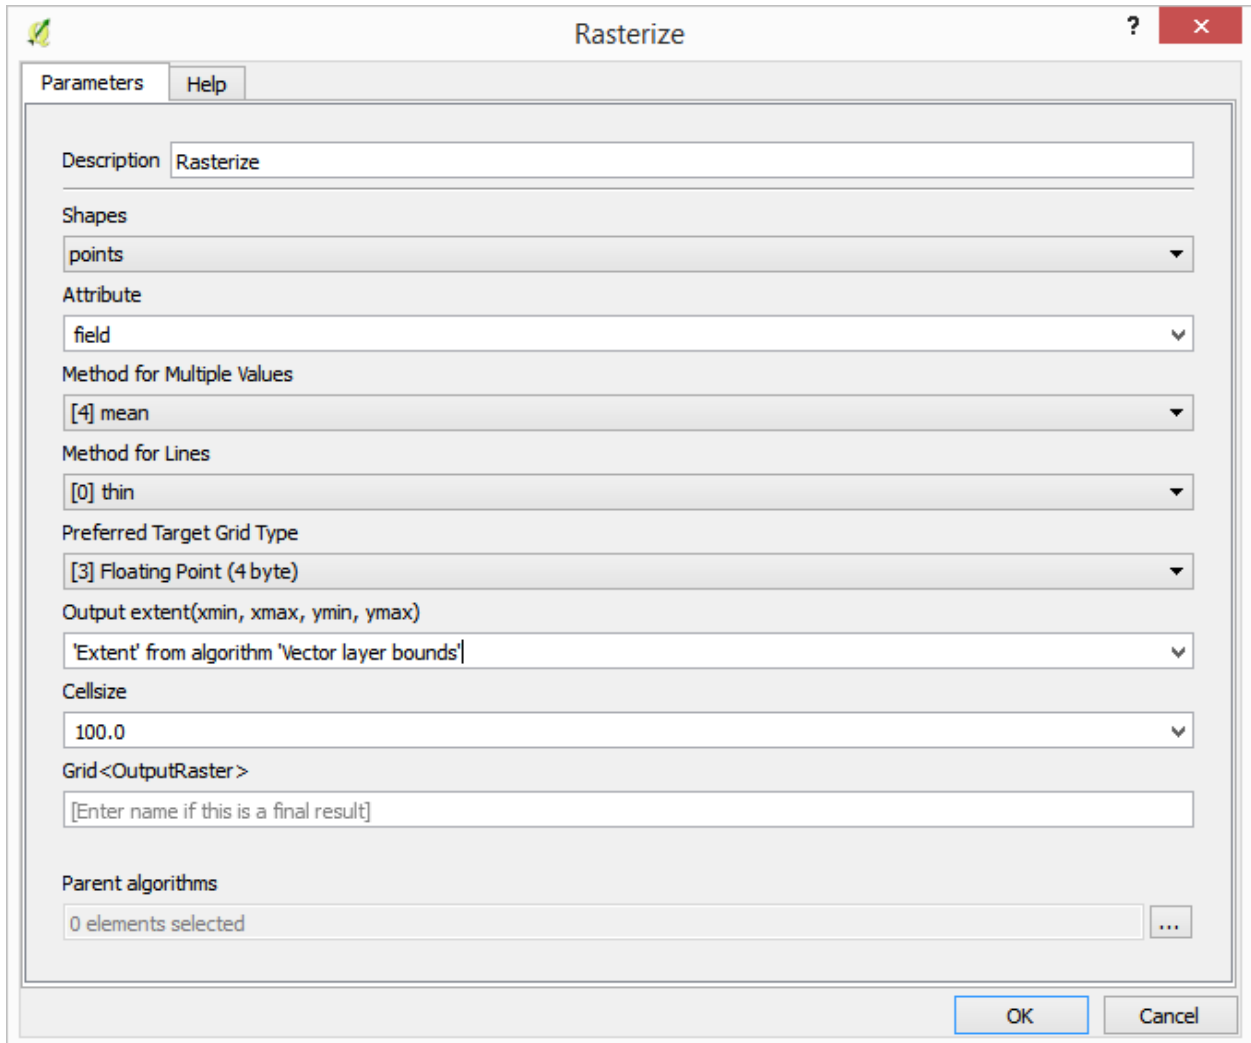 Rasterize
?
Parameters
Help
Description
Rasterize
Shapes
points
Attribute
field
Method for Multiple Values
[4] mean
Method for Lines
[0] thin
Preferred Target Grid Type
[3] Floating Point (4 byte)
Output extent(xmin, xmax, ymin, ymax)
'Extent' from algorithm 'Vector layer bounds'
Cellsize
100.0
Grid<OutputRaster>
[Enter name if this is a final result]
Parent algorithms
0 elements selected
...
OK
Cancel